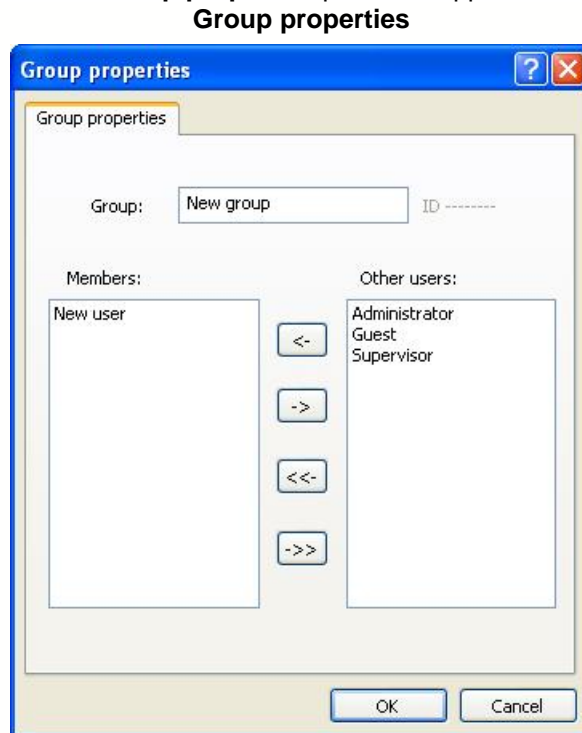 Group properties
Group properties
Group properties
Group: New group ID --------
Members: Other users:
New user Administrator
Guest
Supervisor
<-
->
<<-
->>
OK Cancel